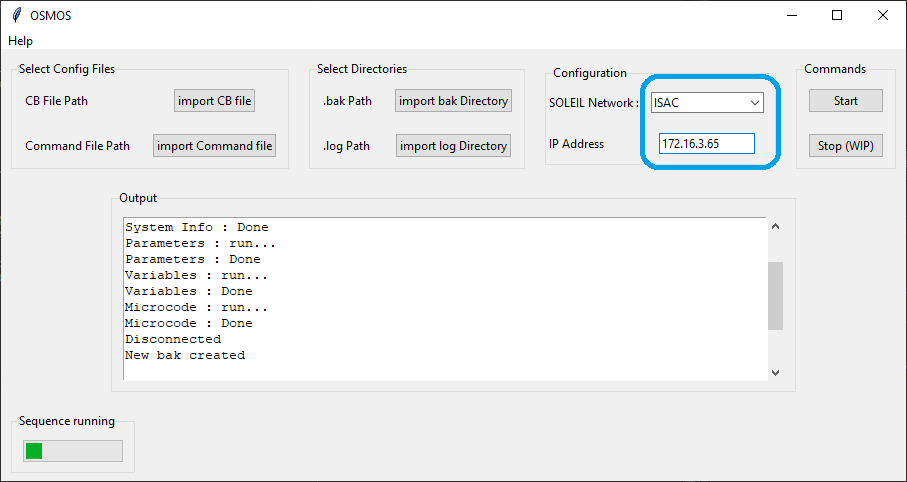 OSMOS
Help
Select Config Files
CB File Path
import CB file
Command File Path
import Command file
Select Directories
.bak Path
import bak Directory
.log Path
import log Directory
Configuration
SOLEIL Network :
ISAC
IP Address
172.16.3.65
Commands
Start
Stop (WIP)
Output
System Info : Done
Parameters : run...
Parameters : Done
Variables : run...
Variables : Done
Microcode : run...
Microcode : Done
Disconnected
New bak created
Sequence running